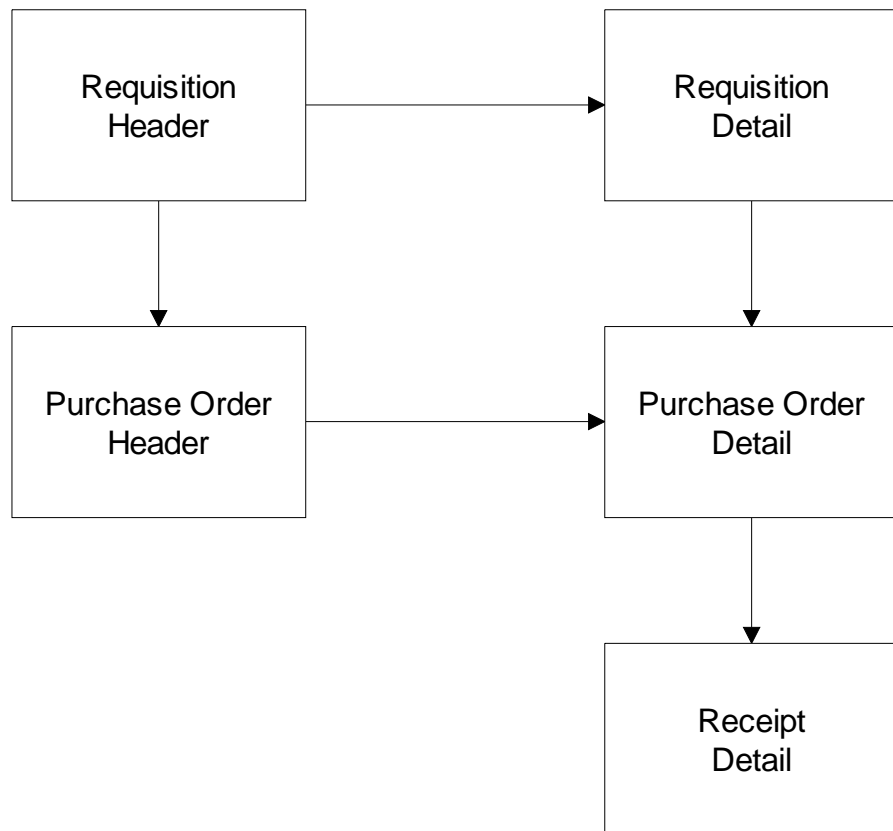 Requisition
Header
Requisition
Detail
Purchase Order
Header
Purchase Order
Detail
Receipt
Detail